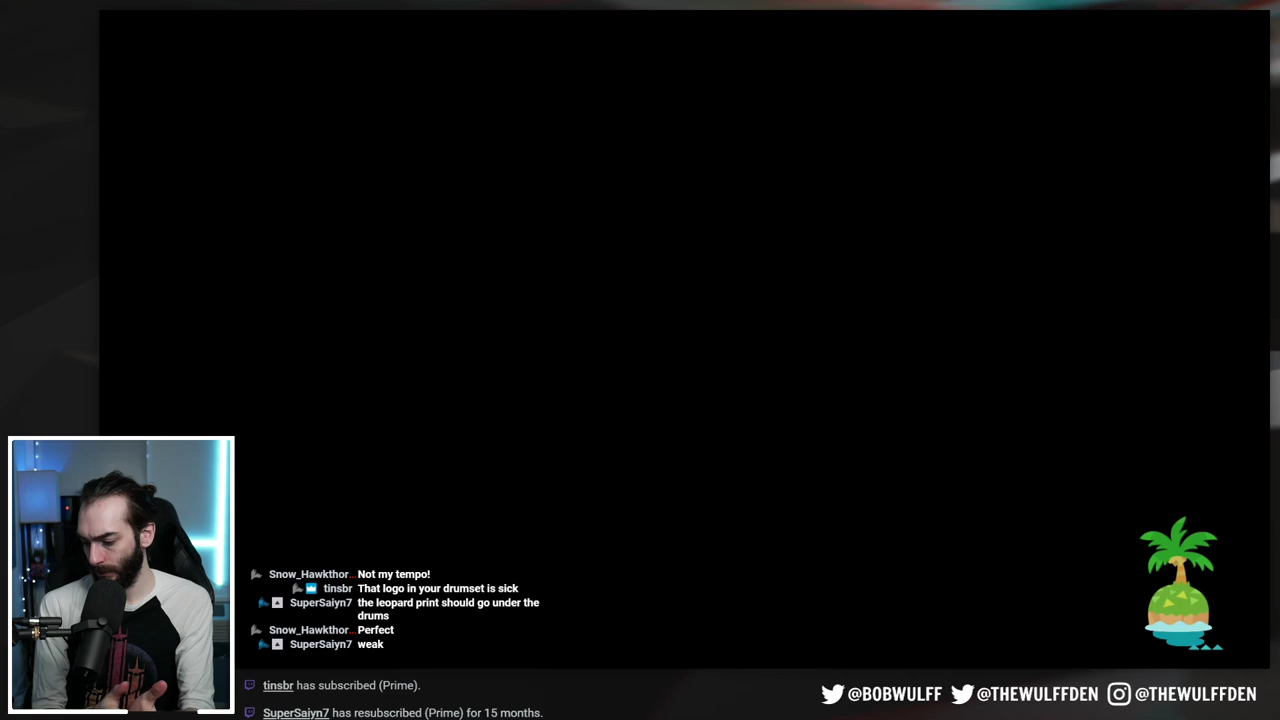 Snow_Hawkthor... Not my tempo!
tinsbr That logo in your drumset is sick
SuperSaiyn7 the leopard print should go under the
drums
Snow_Hawkthor... Perfect
SuperSaiyn7 weak
tinsbr has subscribed (Prime).
SuperSaiyn7 has resubscribed (Prime) for 15 months.
@BOBWULFF @THEWULFFDEN @THEWULFFDEN